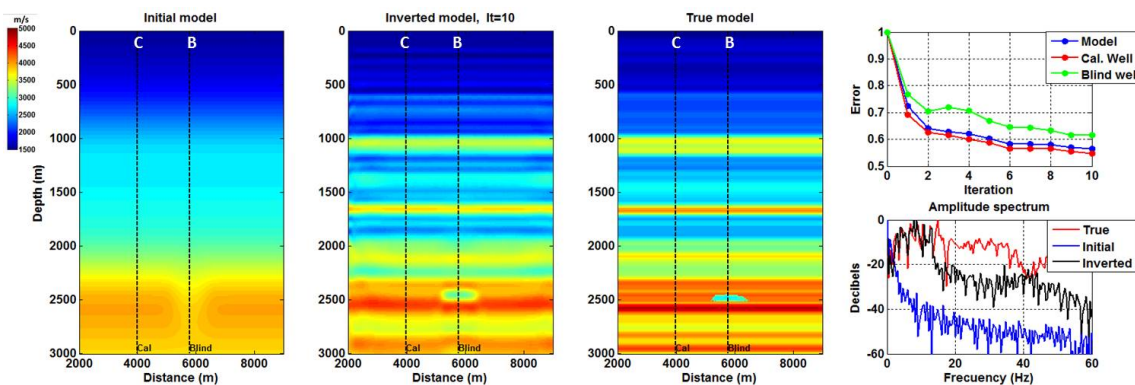 m/s
5000
4500
4000
3500
3000
2500
2000
1500
Initial model
C
B
0
500
1000
1500
2000
2500
3000
Depth (m)
Cal
Blind
2000
4000
6000
8000
Distance (m)
Inverted model, It=10
C
B
0
500
1000
1500
2000
2500
3000
Cal
Blind
2000
4000
6000
8000
Distance (m)
True model
C
B
0
500
1000
1500
2000
2500
3000
Cal
Blind
2000
4000
6000
8000
Distance (m)
Model
Cal. Well
Blind well
1
0.9
0.8
0.7
0.6
0.5
Error
0
2
4
6
8
10
Iteration
Amplitude spectrum
True
Initial
Inverted
0
-20
-40
-60
Decibels
0
20
40
60
Frecuency (Hz)